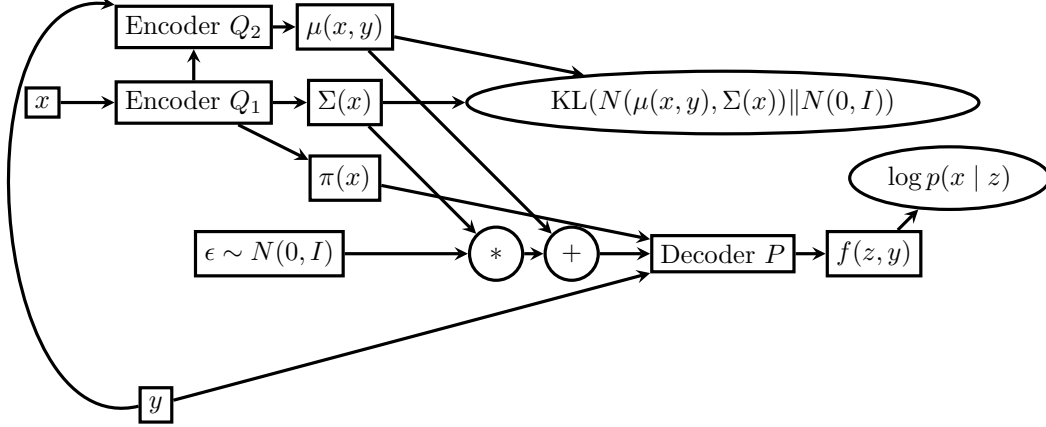 Encoder Q₂
μ(x, y)
x
Encoder Q₁
Σ(x)
KL(N(μ(x, y), Σ(x))‖N(0, I))
π(x)
log p(x | z)
ϵ ∼ N(0, I)
∗
+
Decoder P
f(z, y)
y